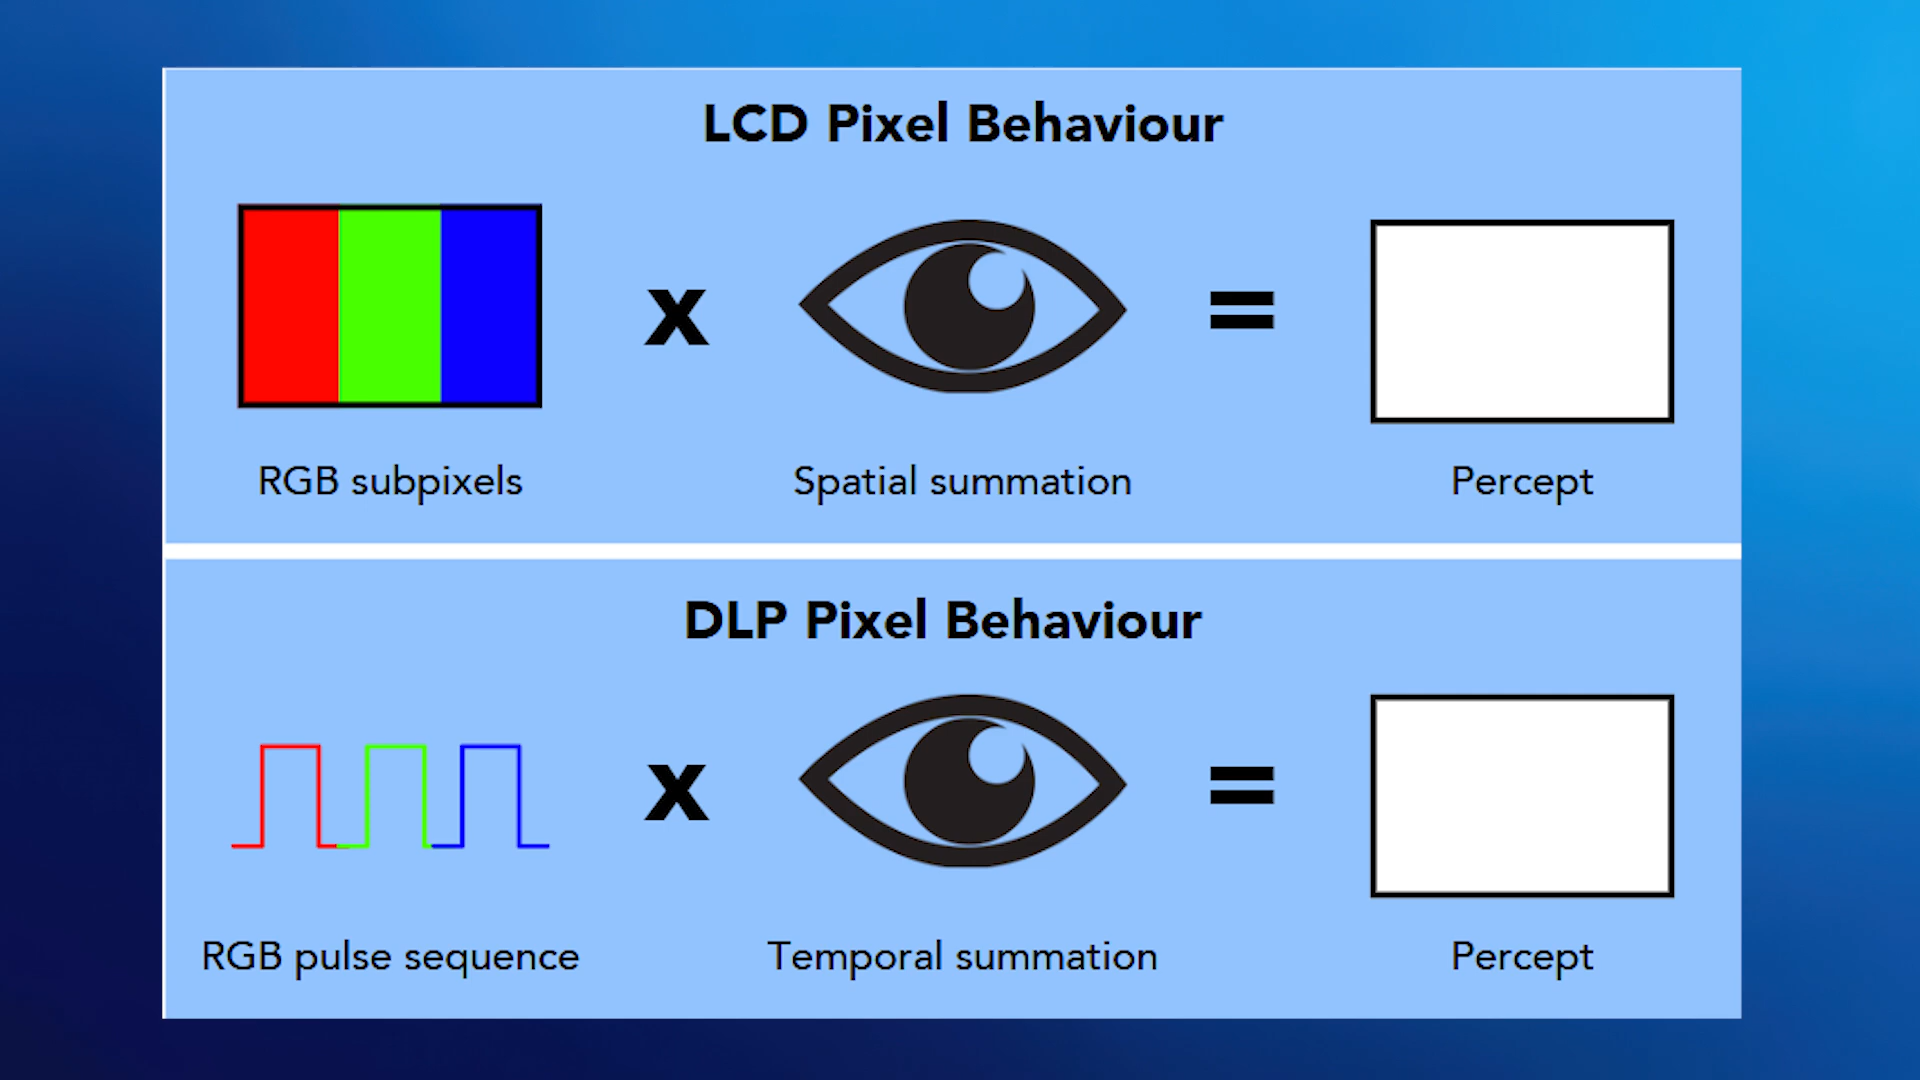 LCD Pixel Behaviour
x
=
RGB subpixels
Spatial summation
Percept
DLP Pixel Behaviour
x
=
RGB pulse sequence
Temporal summation
Percept